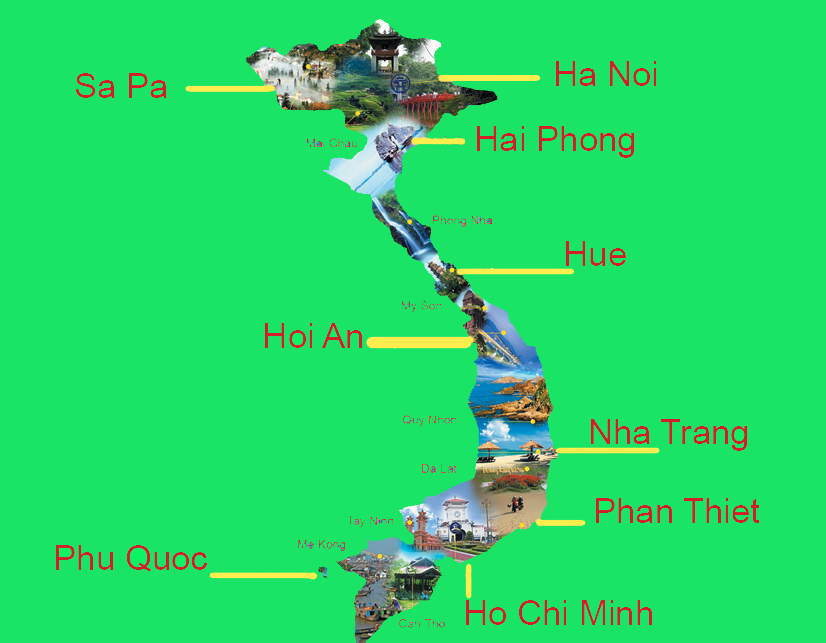 Ha Noi
Sa Pa
Hai Phong
Mai Chau
Phong Nha
Hue
My Son
Hoi An
Quy Nhon
Nha Trang
Da Lat
Phan Thiet
Tay Ninh
Me Kong
Phu Quoc
Ho Chi Minh
Can Tho